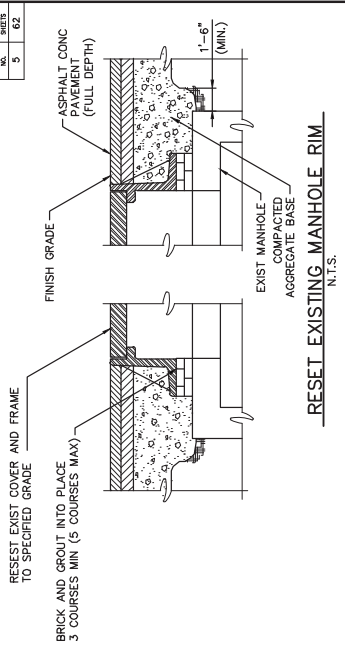 NO.
SHEETS
5
62
RESEST EXIST COVER AND FRAME
TO SPECIFIED GRADE
BRICK AND GROUT INTO PLACE
3 COURSES MIN (5 COURSES MAX)
FINISH GRADE
ASPHALT CONC
PAVEMENT
(FULL DEPTH)
1'-6"
(MIN.)
EXIST MANHOLE
COMPACTED
AGGREGATE BASE
RESET EXISTING MANHOLE RIM
N.T.S.